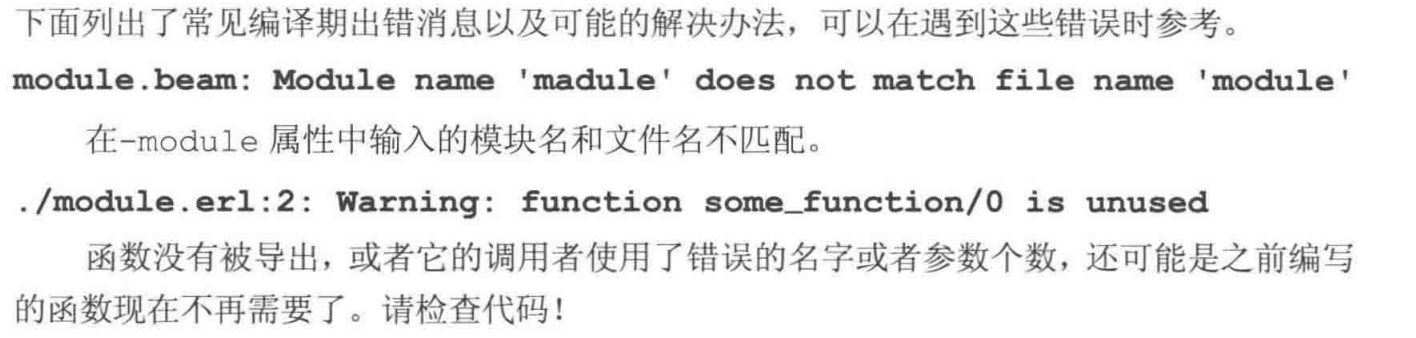 下面列出了常见编译期出错消息以及可能的解决办法，可以在遇到这些错误时参考。
module.beam: Module name 'madule' does not match file name 'module'
在-module 属性中输入的模块名和文件名不匹配。
./module.erl:2: Warning: function some_function/0 is unused
函数没有被导出，或者它的调用者使用了错误的名字或者参数个数，还可能是之前编写
的函数现在不再需要了。请检查代码！